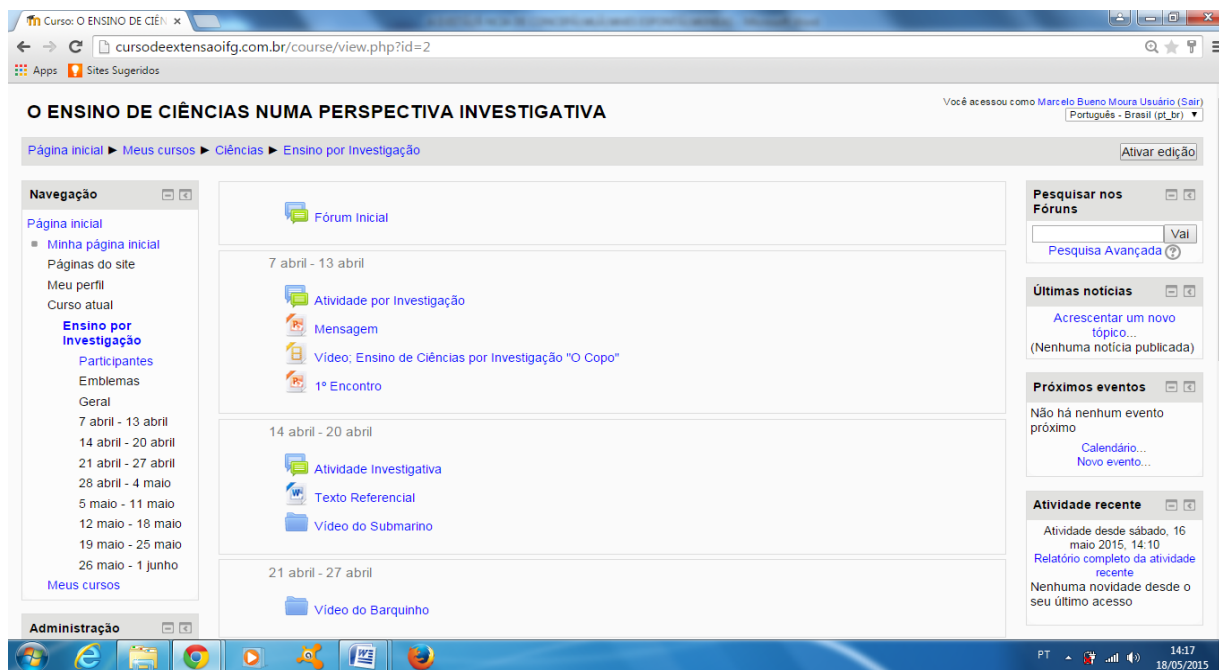 Curso: O ENSINO DE CIÊN
cursodeextensaoifg.com.br/course/view.php?id=2
Apps Sites Sugeridos
O ENSINO DE CIÊNCIAS NUMA PERSPECTIVA INVESTIGATIVA
Você acessou como Marcelo Bueno Moura Usuário (Sair)
Português - Brasil (pt_br)
Página inicial ► Meus cursos ► Ciências ► Ensino por Investigação
Ativar edição
Navegação
Página inicial
Minha página inicial
Páginas do site
Meu perfil
Curso atual
Ensino por
Investigação
Participantes
Emblemas
Geral
7 abril - 13 abril
14 abril - 20 abril
21 abril - 27 abril
28 abril - 4 maio
5 maio - 11 maio
12 maio - 18 maio
19 maio - 25 maio
26 maio - 1 junho
Meus cursos
Administração
Fórum Inicial
7 abril - 13 abril
Atividade por Investigação
Mensagem
Vídeo; Ensino de Ciências por Investigação "O Copo"
1º Encontro
14 abril - 20 abril
Atividade Investigativa
Texto Referencial
Vídeo do Submarino
21 abril - 27 abril
Vídeo do Barquinho
Pesquisar nos
Fóruns
Vai
Pesquisa Avançada
Últimas notícias
Acrescentar um novo
tópico...
(Nenhuma notícia publicada)
Próximos eventos
Não há nenhum evento
próximo
Calendário...
Novo evento...
Atividade recente
Atividade desde sábado, 16
maio 2015, 14:10
Relatório completo da atividade
recente
Nenhuma novidade desde o
seu último acesso
PT
14:17
18/05/2015